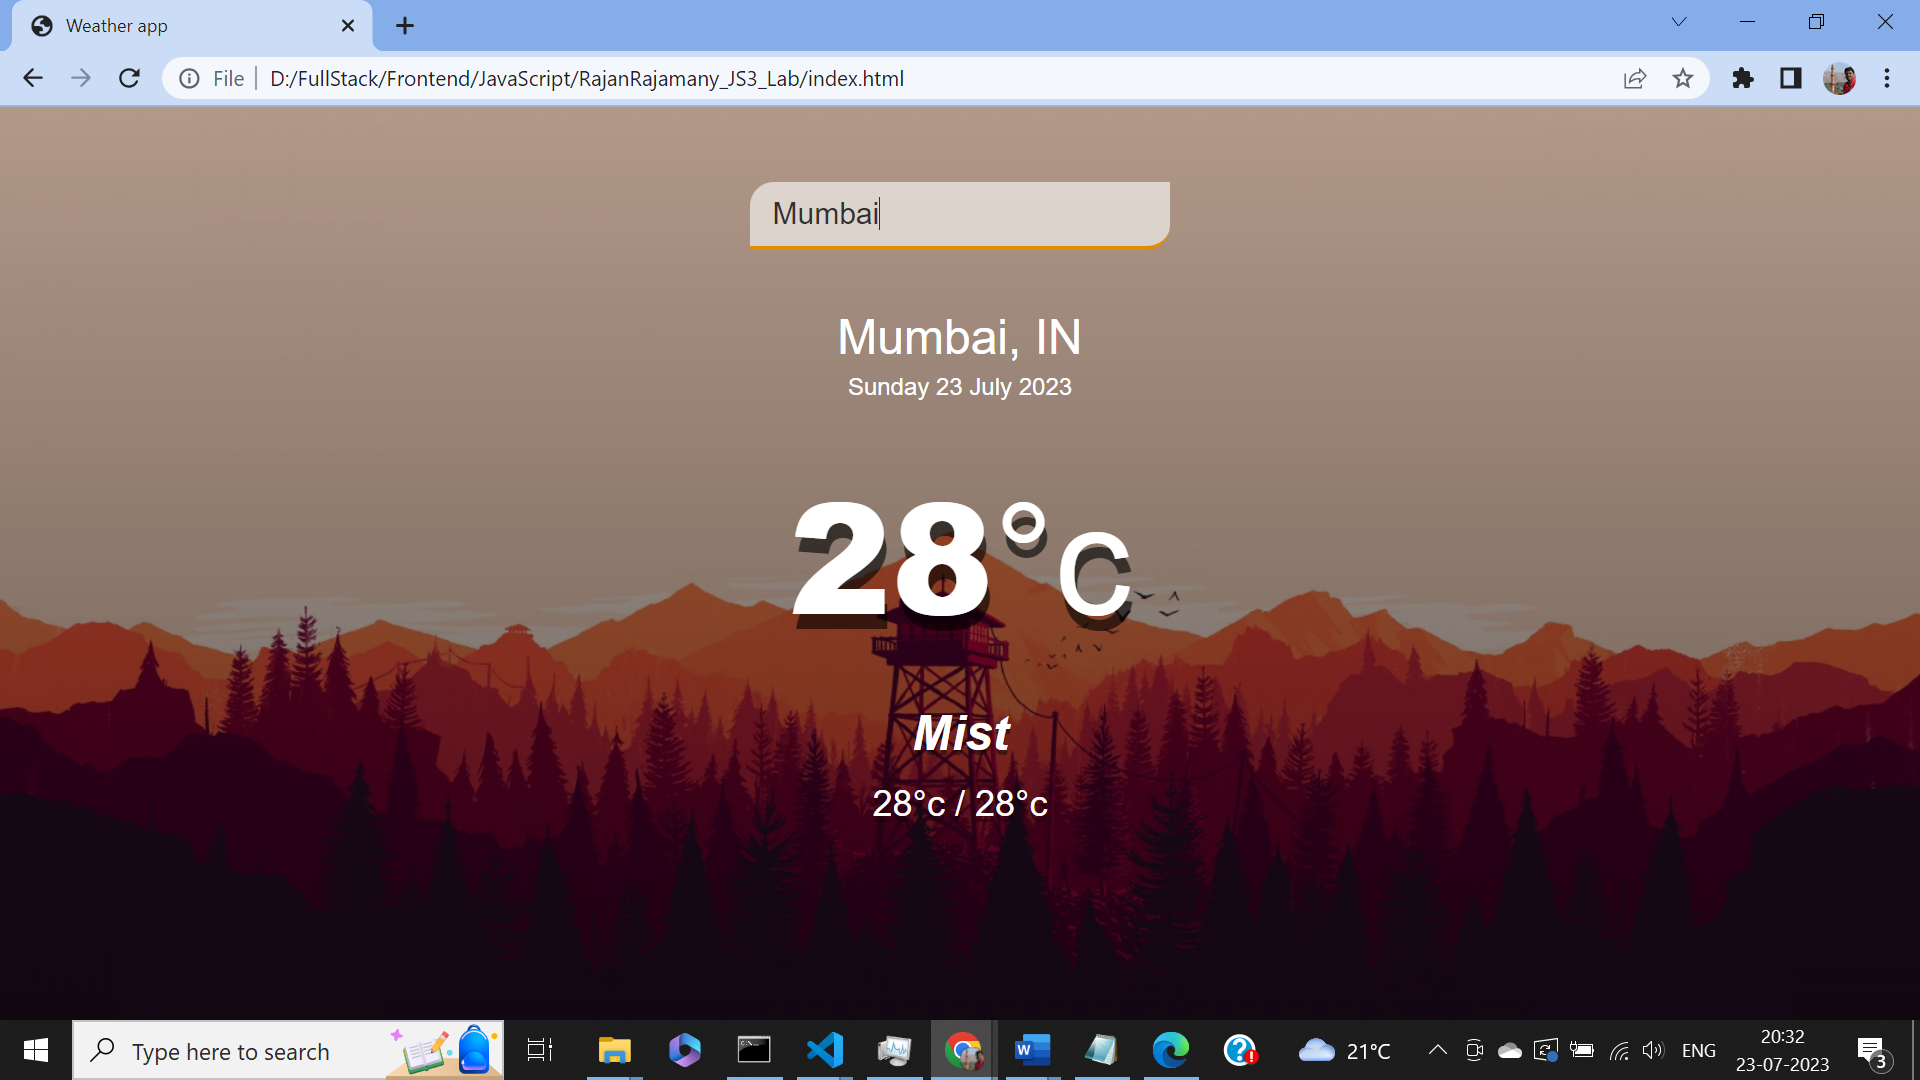 Weather app
File
D:/FullStack/Frontend/JavaScript/RajanRajamany_JS3_Lab/index.html
Mumbai
Mumbai, IN
Sunday 23 July 2023
28°c
Mist
28°c / 28°c
Type here to search
21°C
ENG
20:32
23-07-2023
3